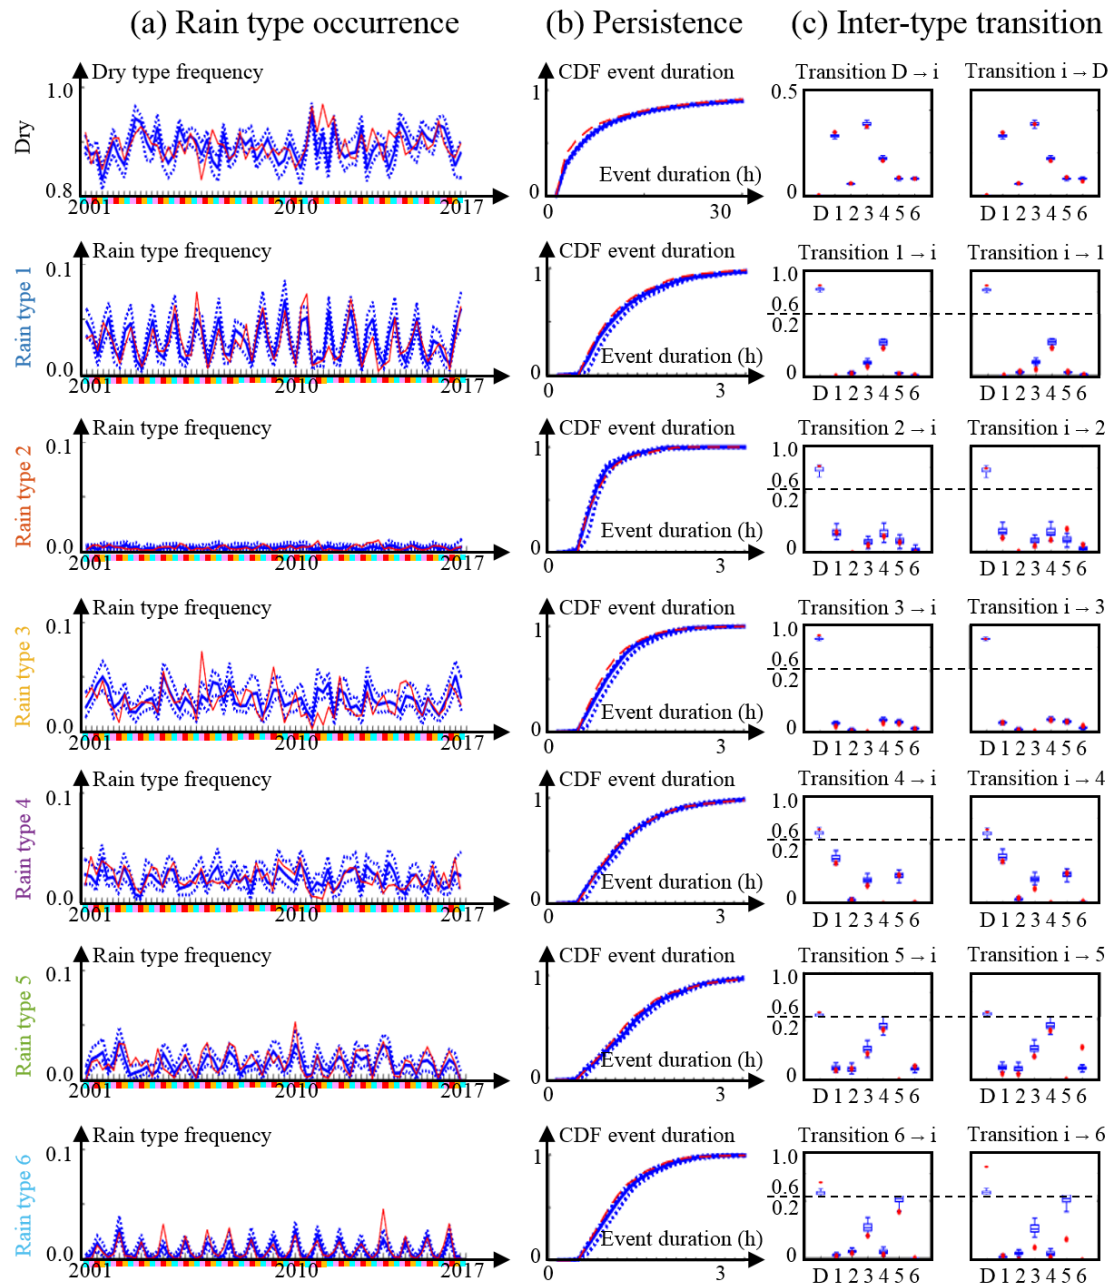 (a) Rain type occurrence (b) Persistence (c) Inter-type transition
Dry
Dry type frequency
1.0
0.8
2001 2010 2017
CDF event duration
1
0
Event duration (h)
0 30
Transition D → i
0.5
0
D 1 2 3 4 5 6
Transition i → D
D 1 2 3 4 5 6
Rain type 1
Rain type frequency
0.1
0.0
2001 2010 2017
CDF event duration
1
0
Event duration (h)
0 3
Transition 1 → i
1.0
0.6
0.2
0
D 1 2 3 4 5 6
Transition i → 1
D 1 2 3 4 5 6
Rain type 2
Rain type frequency
0.1
0.0
2001 2010 2017
CDF event duration
1
0
Event duration (h)
0 3
Transition 2 → i
1.0
0.6
0.2
0
D 1 2 3 4 5 6
Transition i → 2
D 1 2 3 4 5 6
Rain type 3
Rain type frequency
0.1
0.0
2001 2010 2017
CDF event duration
1
0
Event duration (h)
0 3
Transition 3 → i
1.0
0.6
0.2
0
D 1 2 3 4 5 6
Transition i → 3
D 1 2 3 4 5 6
Rain type 4
Rain type frequency
0.1
0.0
2001 2010 2017
CDF event duration
1
0
Event duration (h)
0 3
Transition 4 → i
1.0
0.6
0.2
0
D 1 2 3 4 5 6
Transition i → 4
D 1 2 3 4 5 6
Rain type 5
Rain type frequency
0.1
0.0
2001 2010 2017
CDF event duration
1
0
Event duration (h)
0 3
Transition 5 → i
1.0
0.6
0.2
0
D 1 2 3 4 5 6
Transition i → 5
D 1 2 3 4 5 6
Rain type 6
Rain type frequency
0.1
0.0
2001 2010 2017
CDF event duration
1
0
Event duration (h)
0 3
Transition 6 → i
1.0
0.6
0.2
0
D 1 2 3 4 5 6
Transition i → 6
D 1 2 3 4 5 6